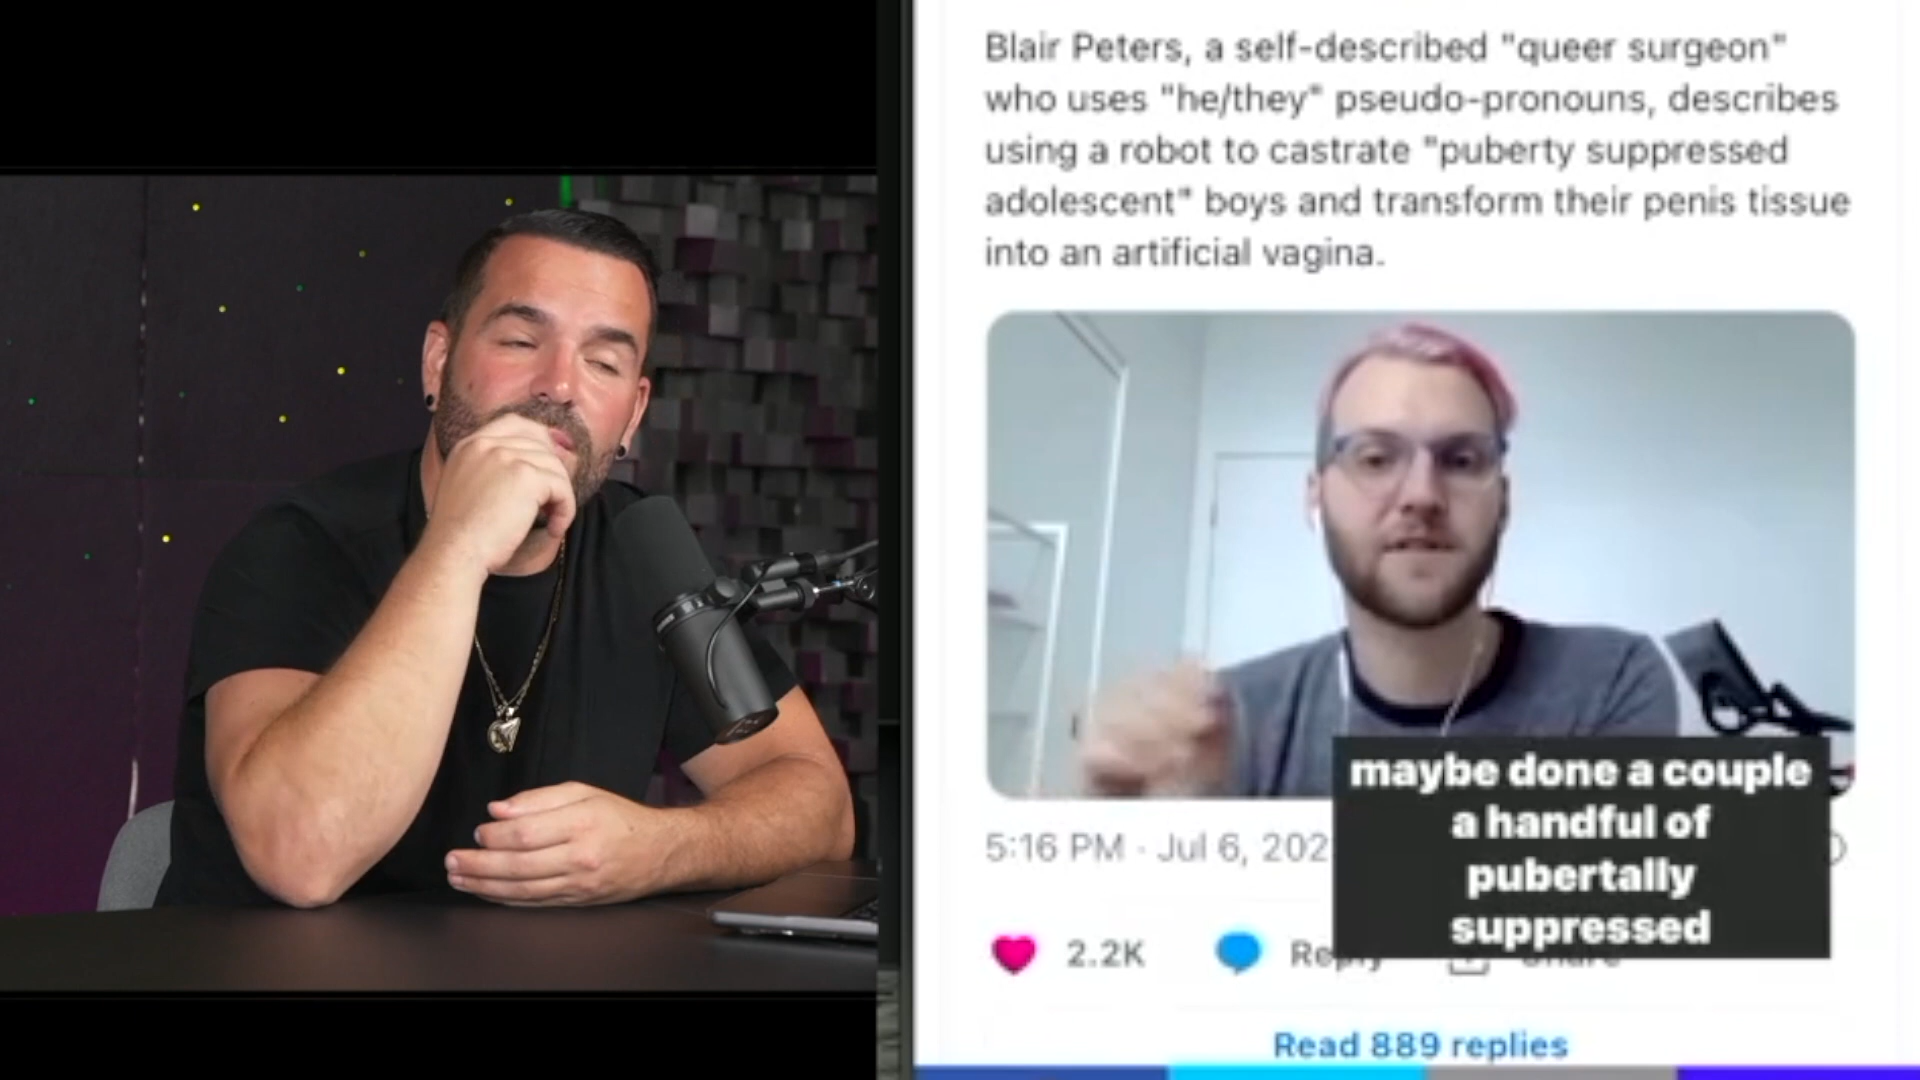 Blair Peters, a self-described "queer surgeon"
who uses "he/they" pseudo-pronouns, describes
using a robot to castrate "puberty suppressed
adolescent" boys and transform their penis tissue
into an artificial vagina.
maybe done a couple
a handful of
pubertally
suppressed
5:16 PM · Jul 6, 202
2.2K
Reply
Share
Read 889 replies